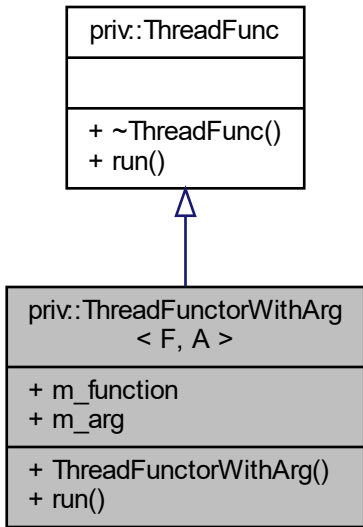 priv::ThreadFunc
+ ~ThreadFunc()
+ run()
priv::ThreadFunctorWithArg
< F, A >
+ m_function
+ m_arg
+ ThreadFunctorWithArg()
+ run()